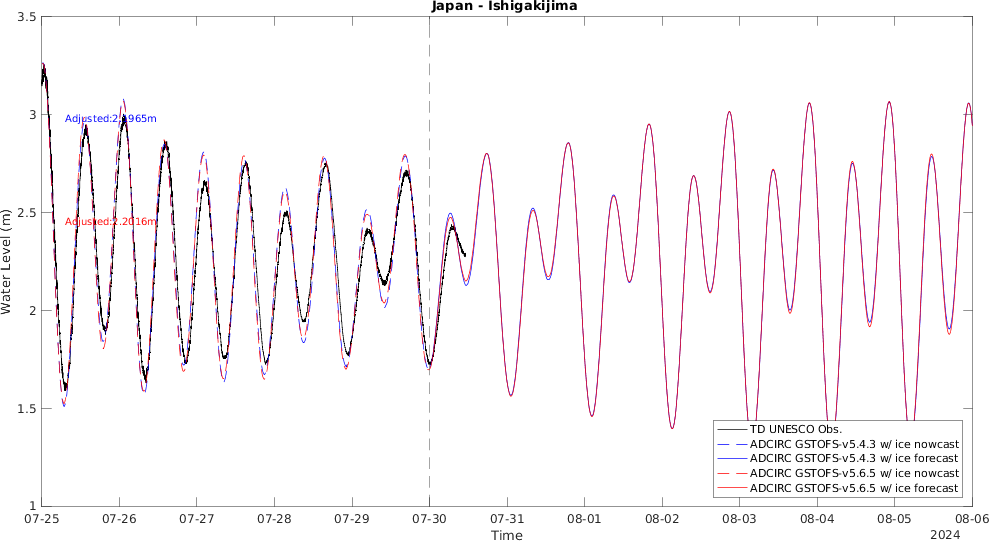 Japan - Ishigakijima
3.5
3
2.5
2
1.5
1
Water Level (m)
Adjusted:2.1965m
Adjusted:2.2016m
TD UNESCO Obs.
ADCIRC GSTOFS-v5.4.3 w/ ice nowcast
ADCIRC GSTOFS-v5.4.3 w/ ice forecast
ADCIRC GSTOFS-v5.6.5 w/ ice nowcast
ADCIRC GSTOFS-v5.6.5 w/ ice forecast
07-25 07-26 07-27 07-28 07-29 07-30 07-31 08-01 08-02 08-03 08-04 08-05 08-06
Time
2024